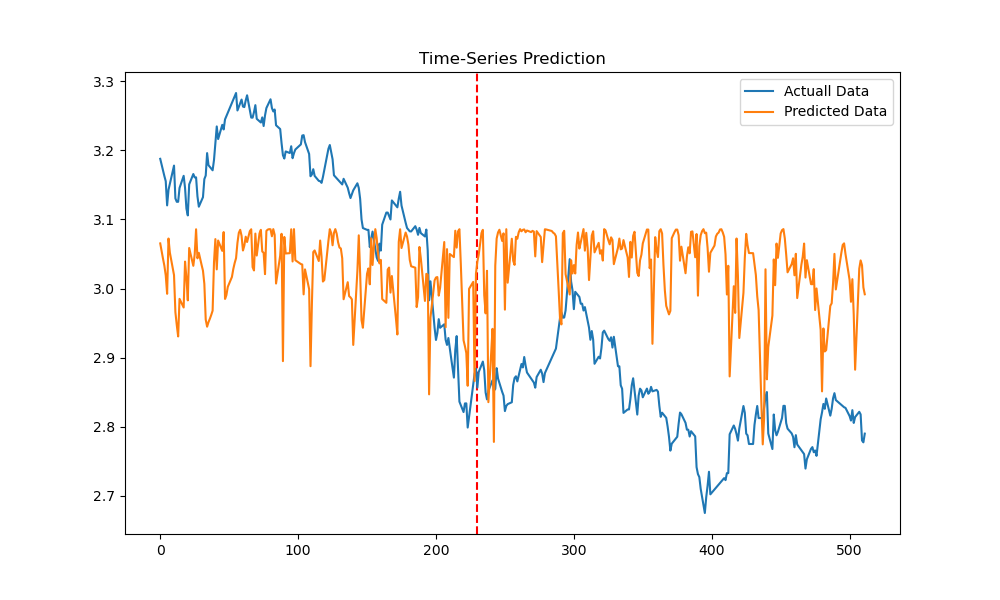 Time-Series Prediction
Actuall Data
Predicted Data
3.3
3.2
3.1
3.0
2.9
2.8
2.7
0 100 200 300 400 500